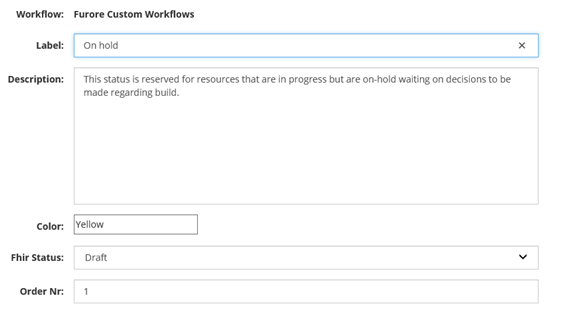 Workflow: Furore Custom Workflows
Label: On hold
Description: This status is reserved for resources that are in progress but are on-hold waiting on decisions to be
made regarding build.
Color: Yellow
Fhir Status: Draft
Order Nr: 1